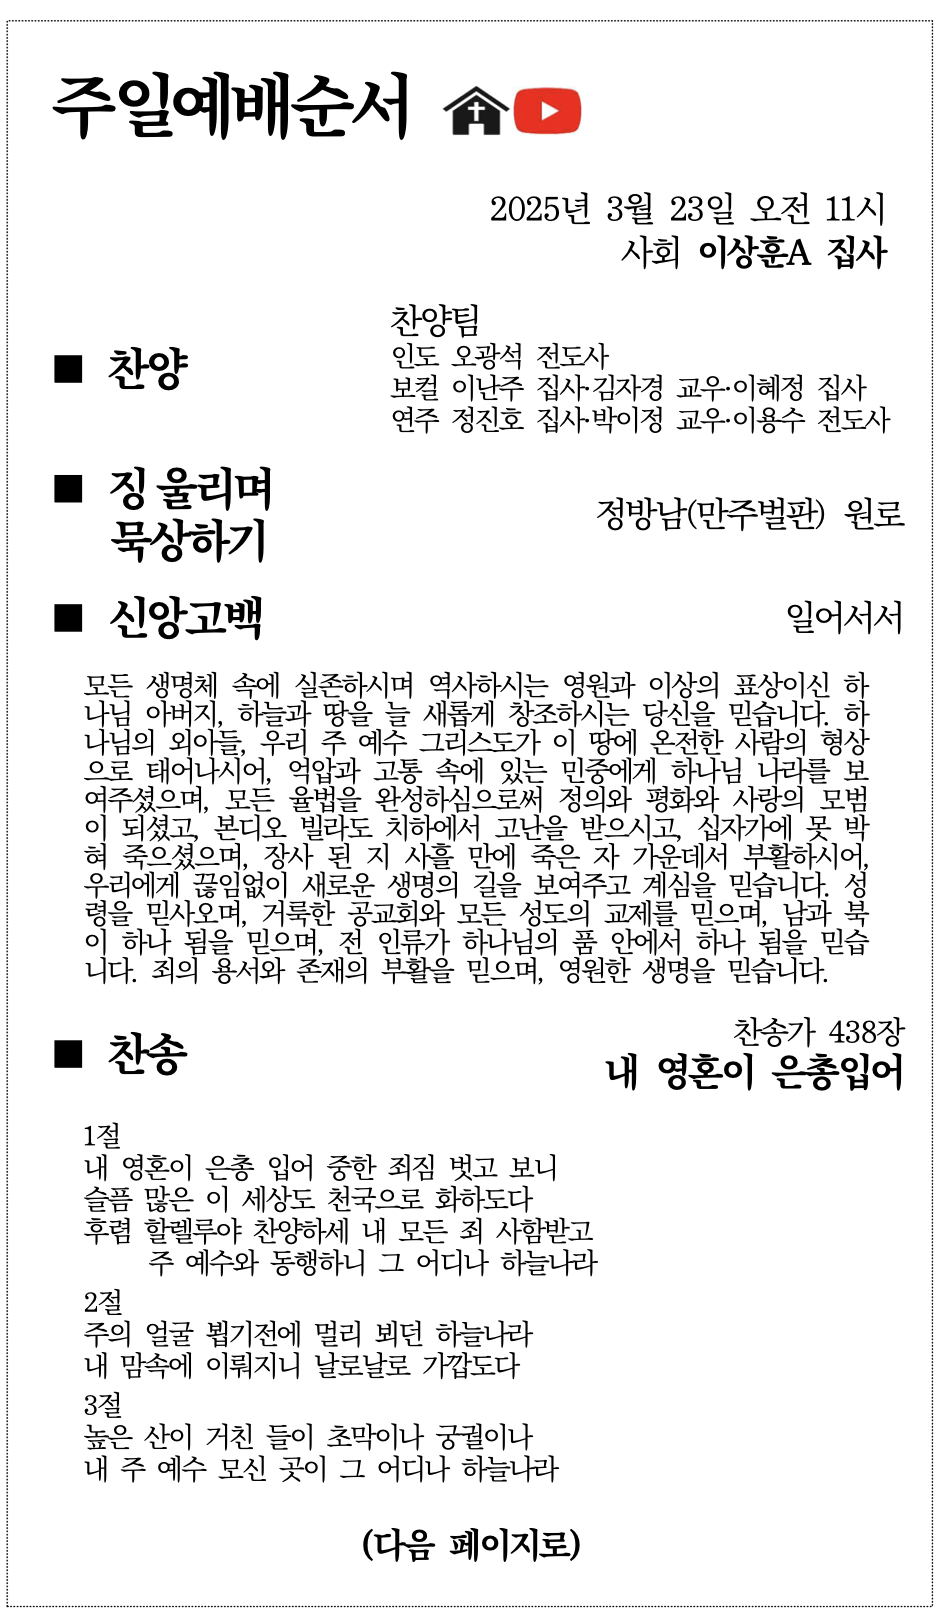 주일예배순서
2025년 3월 23일 오전 11시
사회 이상훈A 집사
■ 찬양
찬양팀
인도 오광석 전도사
보컬 이난주 집사·김자경 교우·이혜정 집사
연주 정진호 집사·박이정 교우·이용수 전도사
■ 징 울리며
묵상하기
정방남(만주벌판) 원로
■ 신앙고백
일어서서
모든 생명체 속에 실존하시며 역사하시는 영원과 이상의 표상이신 하
나님 아버지, 하늘과 땅을 늘 새롭게 창조하시는 당신을 믿습니다. 하
나님의 외아들, 우리 주 예수 그리스도가 이 땅에 온전한 사람의 형상
으로 태어나시어, 억압과 고통 속에 있는 민중에게 하나님 나라를 보
여주셨으며, 모든 율법을 완성하심으로써 정의와 평화와 사랑의 모범
이 되셨고, 본디오 빌라도 치하에서 고난을 받으시고, 십자가에 못 박
혀 죽으셨으며, 장사 된 지 사흘 만에 죽은 자 가운데서 부활하시어,
우리에게 끊임없이 새로운 생명의 길을 보여주고 계심을 믿습니다. 성
령을 믿사오며, 거룩한 공교회와 모든 성도의 교제를 믿으며, 남과 북
이 하나 됨을 믿으며, 전 인류가 하나님의 품 안에서 하나 됨을 믿습
니다. 죄의 용서와 존재의 부활을 믿으며, 영원한 생명을 믿습니다.
■ 찬송
찬송가 438장
내 영혼이 은총입어
1절
내 영혼이 은총 입어 중한 죄짐 벗고 보니
슬픔 많은 이 세상도 천국으로 화하도다
후렴 할렐루야 찬양하세 내 모든 죄 사함받고
주 예수와 동행하니 그 어디나 하늘나라
2절
주의 얼굴 뵙기전에 멀리 뵈던 하늘나라
내 맘속에 이뤄지니 날로날로 가깝도다
3절
높은 산이 거친 들이 초막이나 궁궐이나
내 주 예수 모신 곳이 그 어디나 하늘나라
(다음 페이지로)